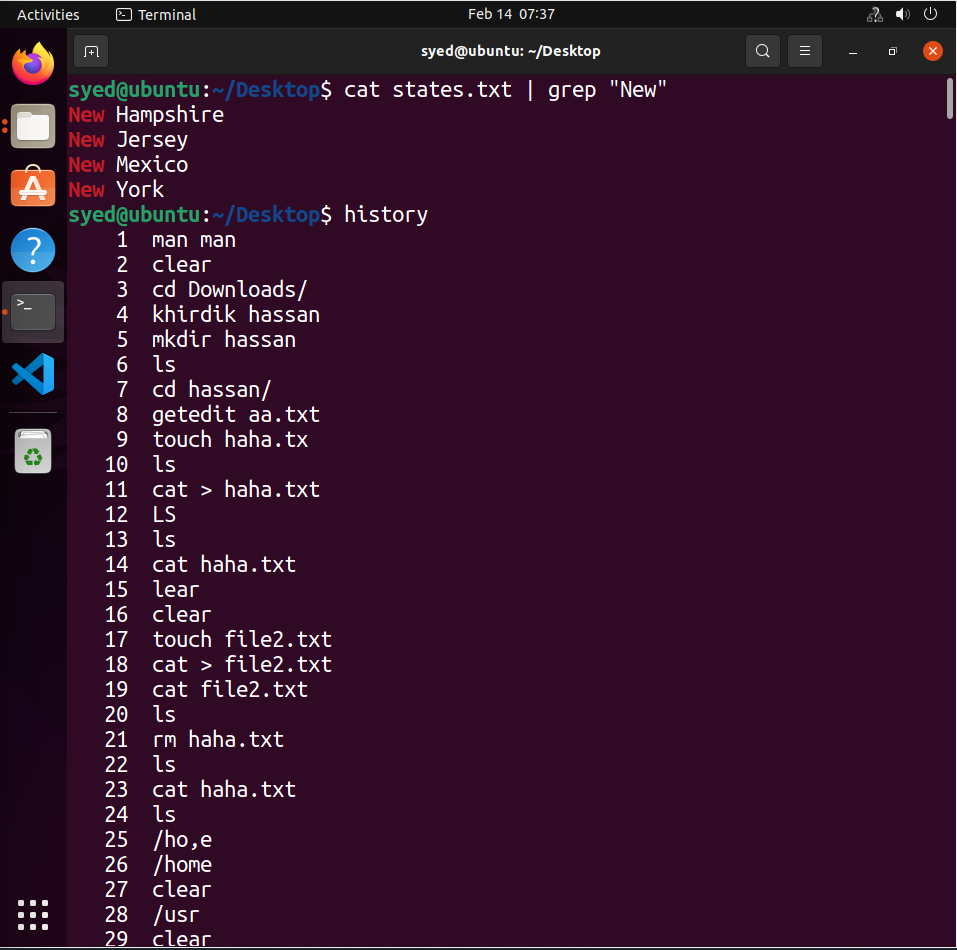 Activities Terminal Feb 14 07:37
syed@ubuntu: ~/Desktop
syed@ubuntu:~/Desktop$ cat states.txt | grep "New"
New Hampshire
New Jersey
New Mexico
New York
syed@ubuntu:~/Desktop$ history
1 man man
2 clear
3 cd Downloads/
4 khirdik hassan
5 mkdir hassan
6 ls
7 cd hassan/
8 getedit aa.txt
9 touch haha.tx
10 ls
11 cat > haha.txt
12 LS
13 ls
14 cat haha.txt
15 lear
16 clear
17 touch file2.txt
18 cat > file2.txt
19 cat file2.txt
20 ls
21 rm haha.txt
22 ls
23 cat haha.txt
24 ls
25 /ho,e
26 /home
27 clear
28 /usr
29 clear